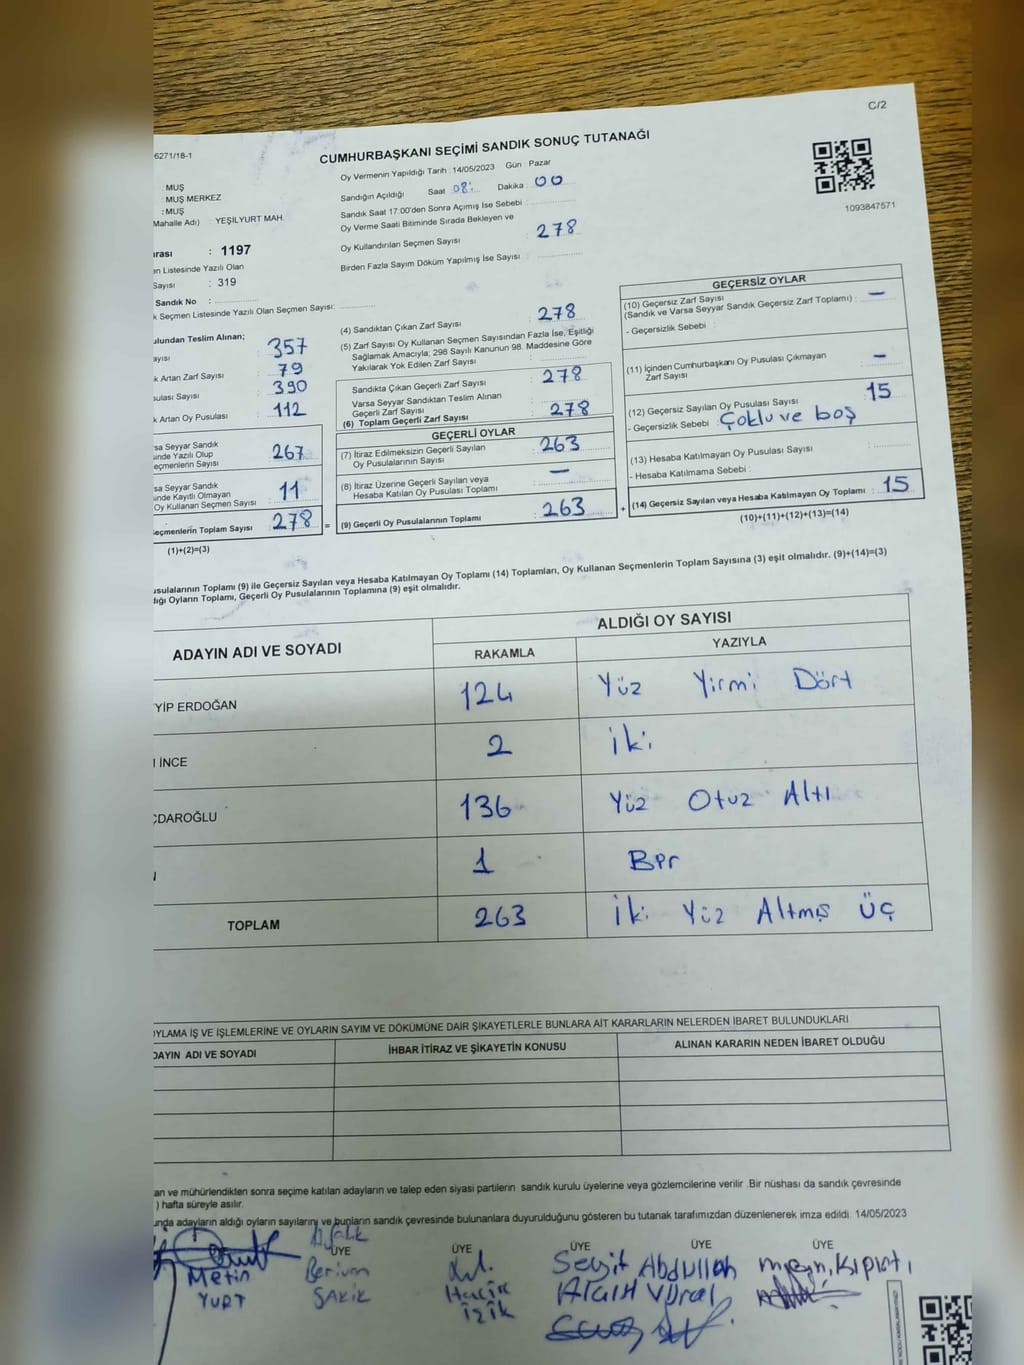 C/2
6271/18-1
CUMHURBAŞKANI SEÇİMİ SANDIK SONUÇ TUTANAĞI
: MUŞ
: MUŞ MERKEZ
: MUŞ
Mahalle Adı) : YEŞİLYURT MAH.
ırası : 1197
n Listesinde Yazılı Olan
Sayısı : 319
Sandık No :
k Seçmen Listesinde Yazılı Olan Seçmen Sayısı:
Oy Vermenin Yapıldığı Tarih : 14/05/2023 Gün : Pazar
Sandığın Açıldığı Saat 08: Dakika : 00
Sandık Saat 17:00'den Sonra Açımış İse Sebebi :
Oy Verme Saati Bitiminde Sırada Bekleyen ve
Oy Kullandırılan Seçmen Sayısı : 278
Birden Fazla Sayım Döküm Yapılmış İse Sayısı :
1093847571
ulundan Teslim Alınan;
ayısı : 357
k Artan Zarf Sayısı : 79
usulası Sayısı : 390
k Artan Oy Pusulası : 112
sa Seyyar Sandık
inde Yazılı Olup
eçmenlerin Sayısı : 267
sa Seyyar Sandık
inde Kayıtlı Olmayan
Oy Kullanan Seçmen Sayısı : 11
eçmenlerin Toplam Sayısı : 278 =
(1)+(2)=(3)
(4) Sandıktan Çıkan Zarf Sayısı : 278
(5) Zarf Sayısı Oy Kullanan Seçmen Sayısından Fazla İse, Eşitliği
Sağlamak Amacıyla; 298 Sayılı Kanunun 98. Maddesine Göre
Yakılarak Yok Edilen Zarf Sayısı :
Sandıkta Çıkan Geçerli Zarf Sayısı : 278
Varsa Seyyar Sandıktan Teslim Alınan
Geçerli Zarf Sayısı :
(6) Toplam Geçerli Zarf Sayısı : 278
GEÇERLİ OYLAR
(7) İtiraz Edilmeksizin Geçerli Sayılan
Oy Pusulalarının Sayısı : 263
(8) İtiraz Üzerine Geçerli Sayılan veya
Hesaba Katılan Oy Pusulası Toplamı : —
(9) Geçerli Oy Pusulalarının Toplamı : 263 +
GEÇERSİZ OYLAR
(10) Geçersiz Zarf Sayısı
(Sandık ve Varsa Seyyar Sandık Geçersiz Zarf Toplamı) : —
- Geçersizlik Sebebi :
(11) İçinden Cumhurbaşkanı Oy Pusulası Çıkmayan
Zarf Sayısı : —
(12) Geçersiz Sayılan Oy Pusulası Sayısı : 15
- Geçersizlik Sebebi : Çoklu ve boş
(13) Hesaba Katılmayan Oy Pusulası Sayısı :
- Hesaba Katılmama Sebebi :
(14) Geçersiz Sayılan veya Hesaba Katılmayan Oy Toplamı : 15
(10)+(11)+(12)+(13)=(14)
usulalarının Toplamı (9) ile Geçersiz Sayılan veya Hesaba Katılmayan Oy Toplamı (14) Toplamları, Oy Kullanan Seçmenlerin Toplam Sayısına (3) eşit olmalıdır. (9)+(14)=(3)
dığı Oyların Toplamı, Geçerli Oy Pusulalarının Toplamına (9) eşit olmalıdır.
ADAYIN ADI VE SOYADI
ALDIĞI OY SAYISI
RAKAMLA YAZIYLA
YİP ERDOĞAN 124 Yüz Yirmi Dört
İNCE 2 iki
ÇDAROĞLU 136 Yüz Otuz Altı
1 Bir
TOPLAM 263 iki Yüz Altmış Üç
OYLAMA İŞ VE İŞLEMLERİNE VE OYLARIN SAYIM VE DÖKÜMÜNE DAİR ŞİKAYETLERLE BUNLARA AİT KARARLARIN NELERDEN İBARET BULUNDUKLARI
DAYIN ADI VE SOYADI İHBAR İTİRAZ VE ŞİKAYETİN KONUSU ALINAN KARARIN NEDEN İBARET OLDUĞU
an ve mühürlendikten sonra seçime katılan adayların ve talep eden siyasi partilerin sandık kurulu üyelerine veya gözlemcilerine verilir .Bir nüshası da sandık çevresinde
) hafta süreyle asılır.
unda adayların aldığı oyların sayılarını ve bunların sandık çevresinde bulunanlara duyurulduğunu gösteren bu tutanak tarafımızdan düzenlenerek imza edildi. 14/05/2023
ÜYE ÜYE ÜYE ÜYE ÜYE
Metin
YURT
Berivan
SAKIK
Seyit Abdullah
Vural